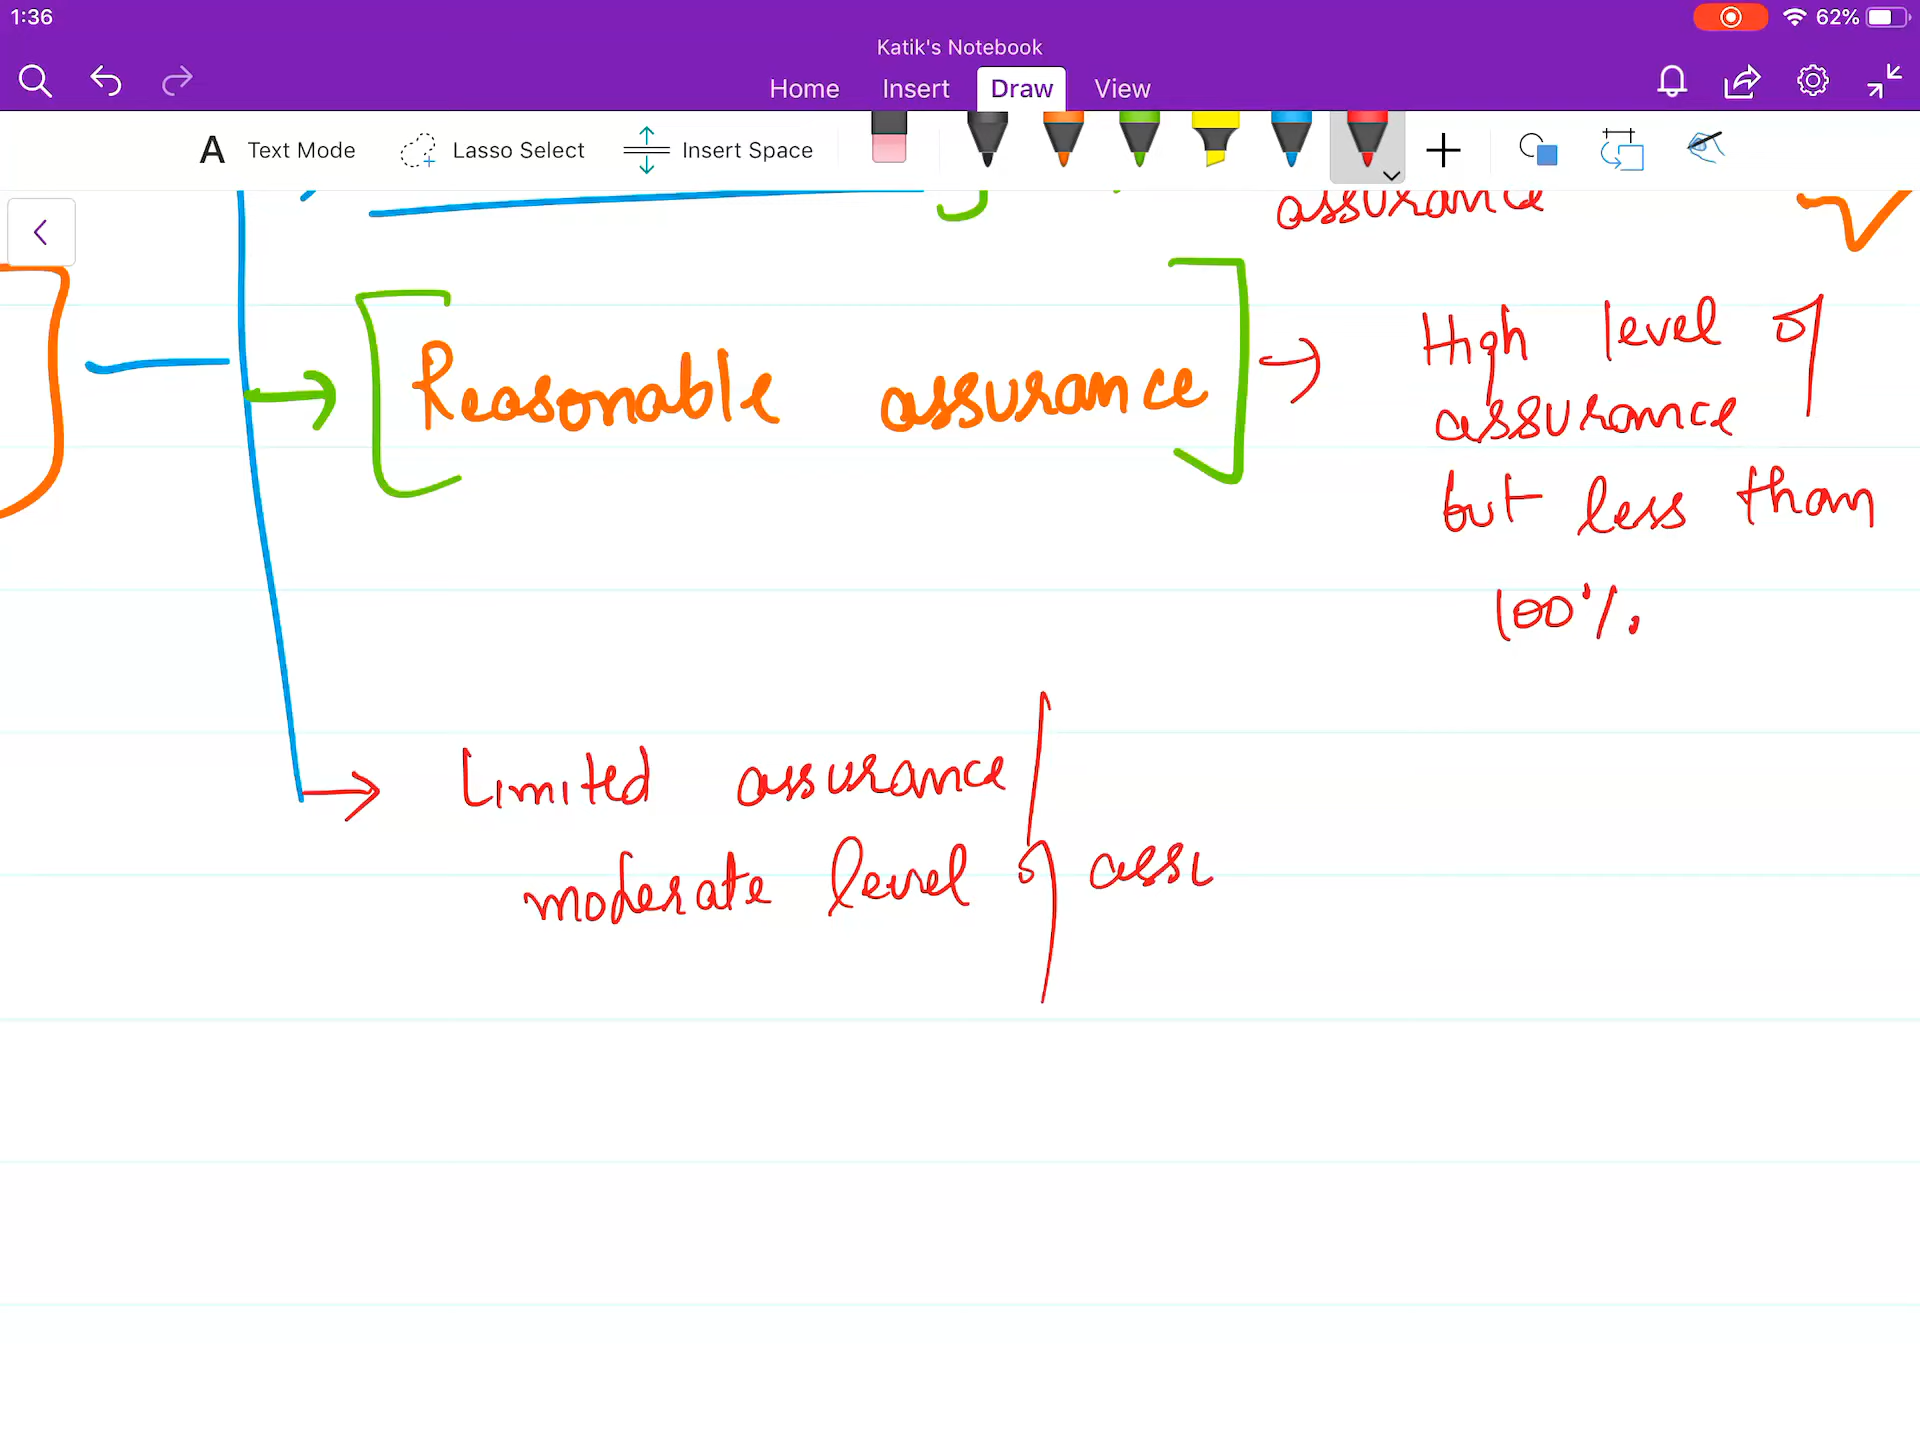 1:36
62%
Katik's Notebook
Home Insert Draw View
A Text Mode Lasso Select Insert Space
assurance
Reasonable assurance
High level of
assurance
but less than
100%
Limited assurance
moderate level of assu